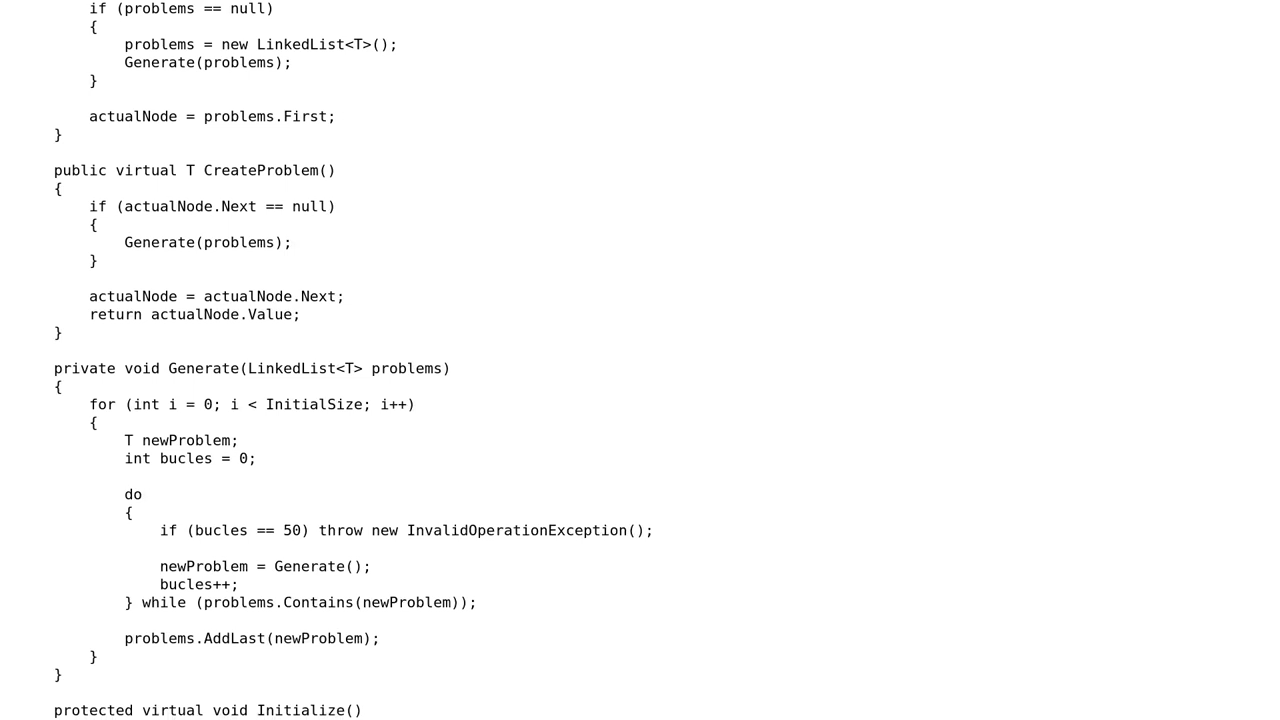 if (problems == null)
{
problems = new LinkedList<T>();
Generate(problems);
}
actualNode = problems.First;
}
public virtual T CreateProblem()
{
if (actualNode.Next == null)
{
Generate(problems);
}
actualNode = actualNode.Next;
return actualNode.Value;
}
private void Generate(LinkedList<T> problems)
{
for (int i = 0; i < InitialSize; i++)
{
T newProblem;
int bucles = 0;
do
{
if (bucles == 50) throw new InvalidOperationException();
newProblem = Generate();
bucles++;
} while (problems.Contains(newProblem));
problems.AddLast(newProblem);
}
}
protected virtual void Initialize()